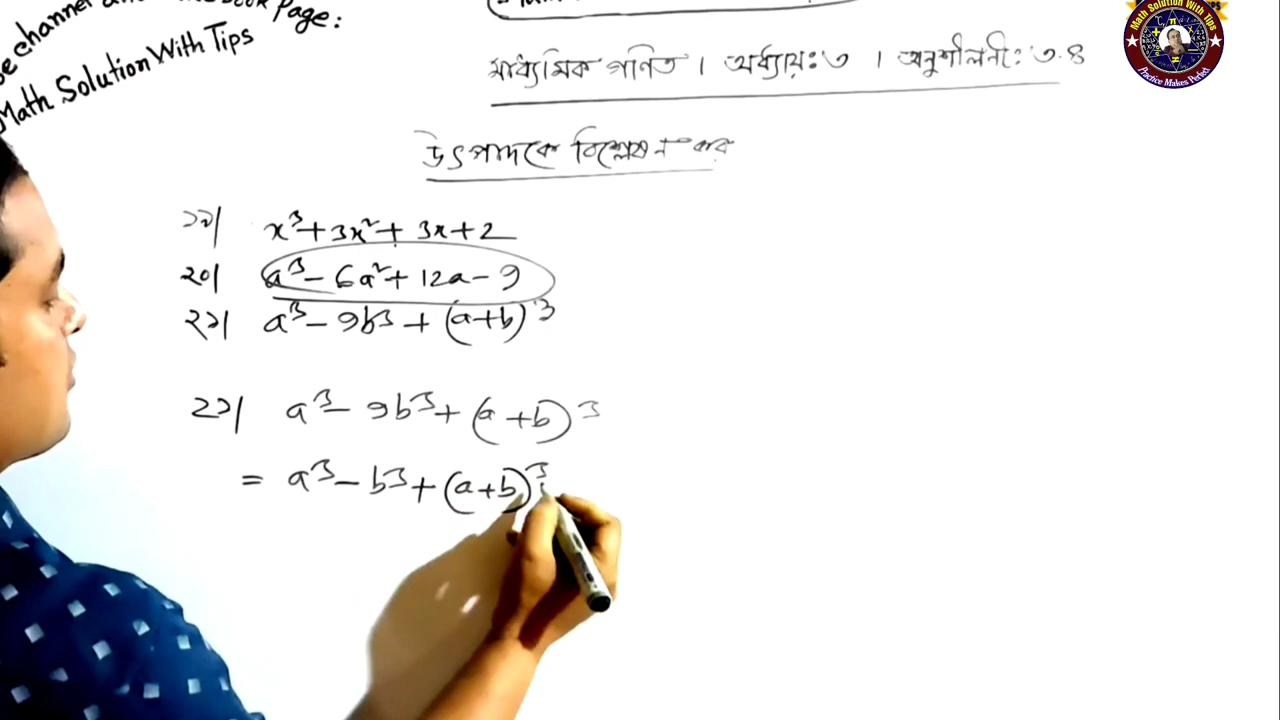 channel and Page:
Math Solution With Tips
Math Solution With Tips
Practice Makes Perfect
মাধ্যমিক গণিত । অধ্যায়ঃ ৩ । অনুশীলনীঃ ৩.৪
উৎপাদকে বিশ্লেষন কর
১৯| x³ + 3x² + 3x + 2
২০| a³ - 6a² + 12a - 9
২১| a³ - 9b³ + (a+b)³
২১| a³ - 9b³ + (a+b)³
= a³ - b³ + (a+b)³